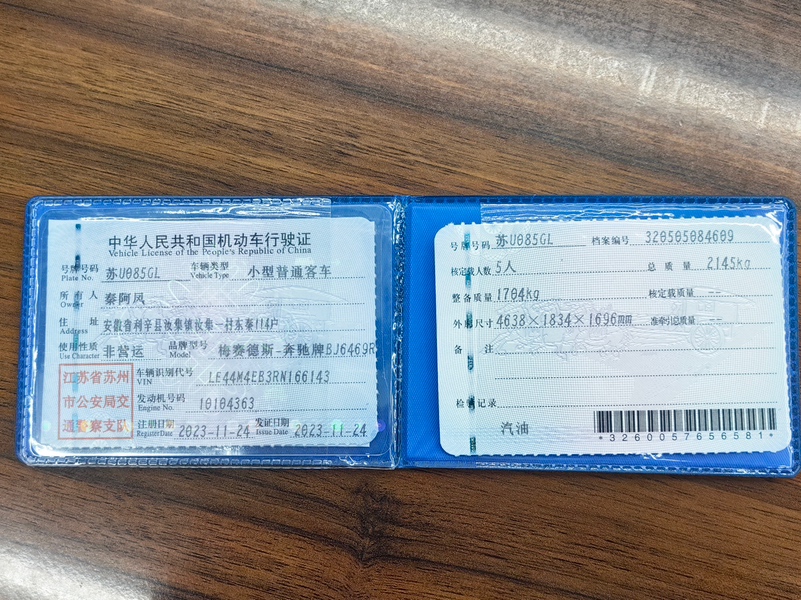 中华人民共和国机动车行驶证
Vehicle License of the People's Republic of China
号牌号码 苏U085GL 车辆类型 小型普通客车
Plate No. Vehicle Type
所有人 秦阿凤
Owner
住址 安徽省利辛县汝集镇汝集一村东秦114户
Address
使用性质 非营运 品牌型号 梅赛德斯-奔驰牌BJ6469R
Use Character Model
江苏省苏州
市公安局交
通警察支队
车辆识别代号 LE44M4EB3RN166143
VIN
发动机号码 10104363
Engine No.
注册日期 2023-11-24 发证日期 2023-11-24
Register Date Issue Date
号牌号码 苏U085GL 档案编号 320505084609
核定载人数 5人 总质量 2145kg
整备质量 1704kg 核定载质量 --
外廓尺寸 4638×1834×1696mm 准牵引总质量 --
备注
检验记录
汽油
*3260057656581*